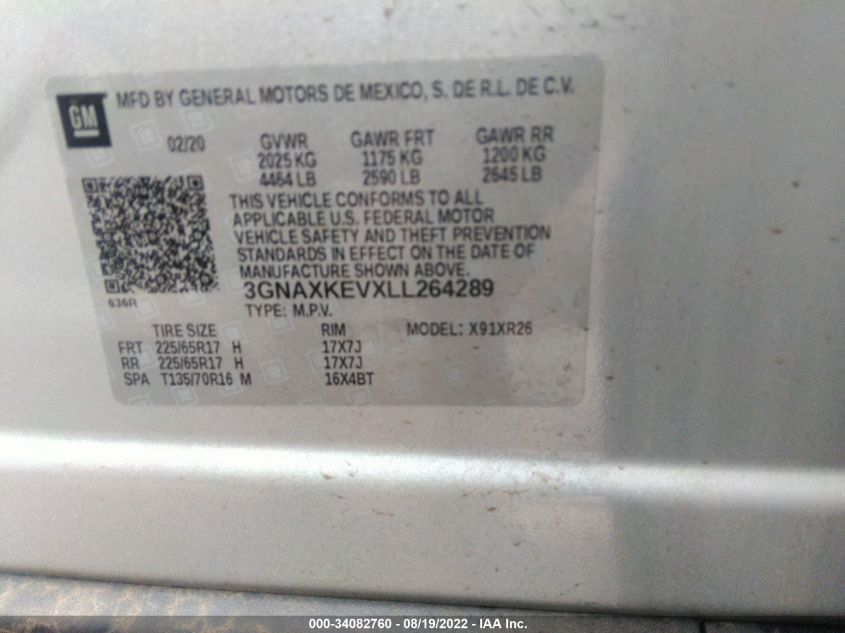 GM
MFD BY GENERAL MOTORS DE MEXICO, S. DE R.L. DE C.V.
02/20 GVWR GAWR FRT GAWR RR
2025 KG 1175 KG 1200 KG
4464 LB 2590 LB 2645 LB
THIS VEHICLE CONFORMS TO ALL
APPLICABLE U.S. FEDERAL MOTOR
VEHICLE SAFETY AND THEFT PREVENTION
STANDARDS IN EFFECT ON THE DATE OF
MANUFACTURE SHOWN ABOVE.
636R
3GNAXKEVXLL264289
TYPE: M.P.V.
TIRE SIZE RIM MODEL: X91XR26
FRT 225/65R17 H 17X7J
RR 225/65R17 H 17X7J
SPA T135/70R16 M 16X4BT
000-34082760 - 08/19/2022 - IAA Inc.